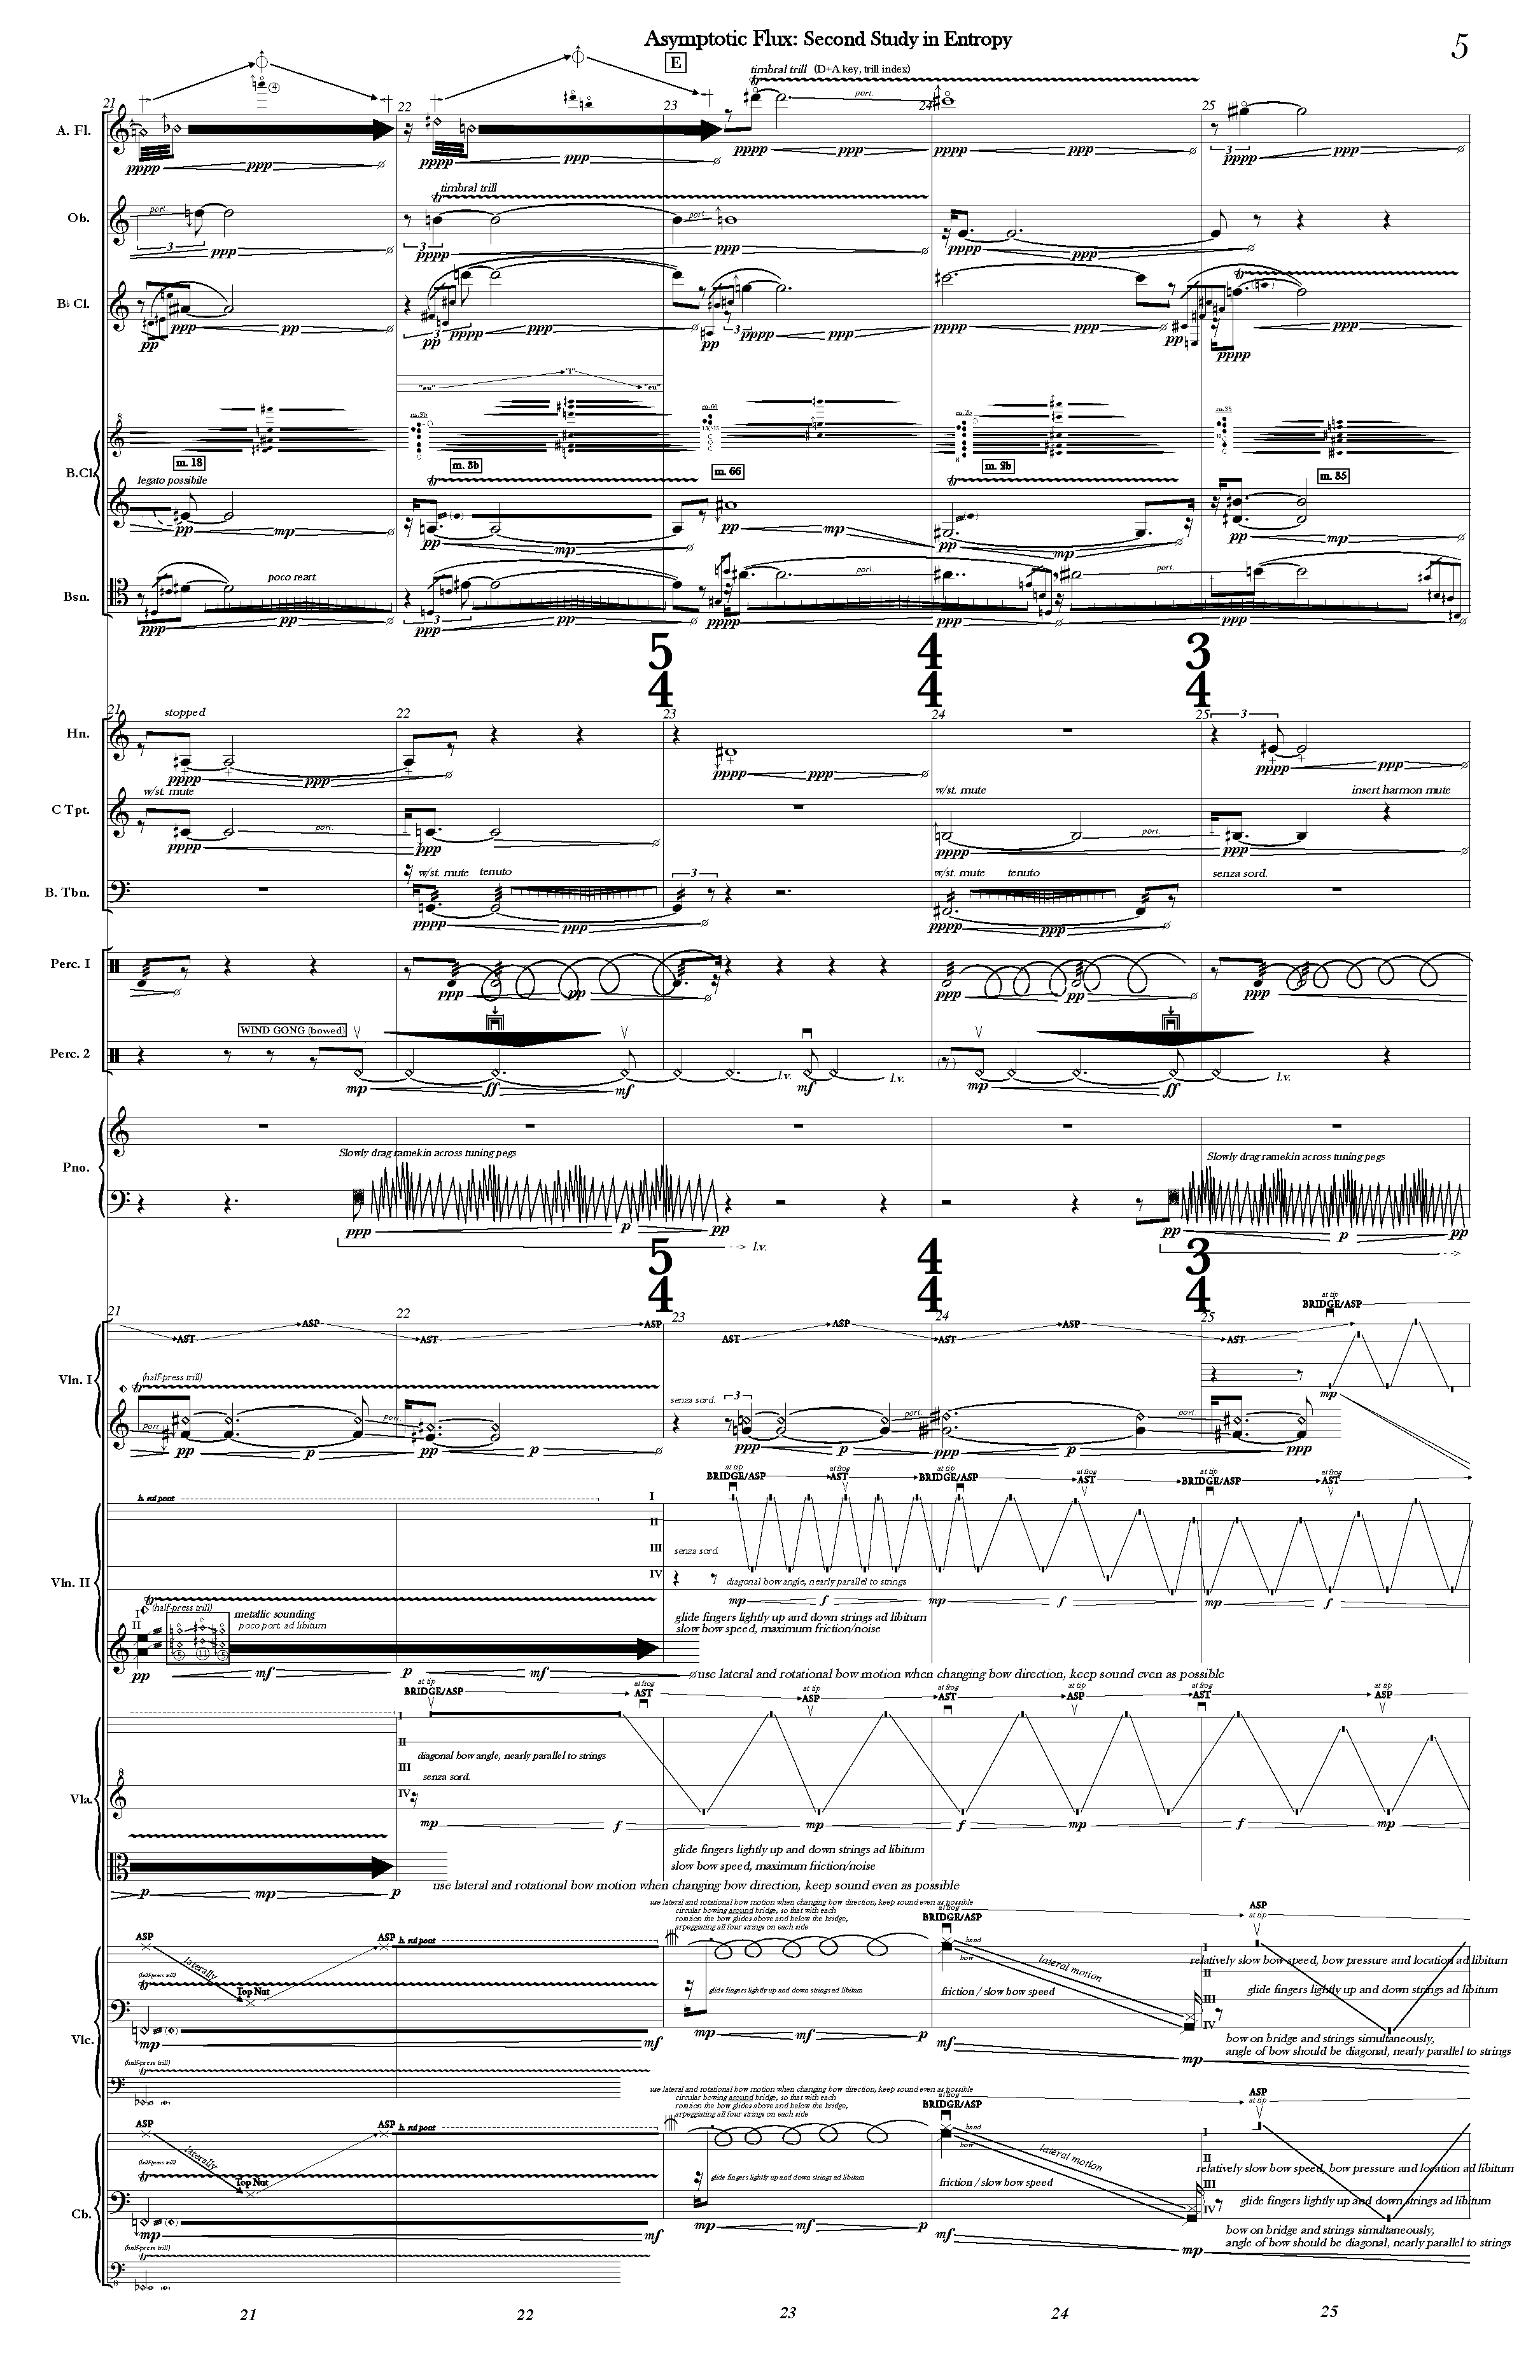 Asymptotic Flux: Second Study in Entropy
5
E
timbral trill (D+A key, trill index)
port.
21
22
23
24
25
A. Fl.
4
3
pppp
ppp
pppp
ppp
pppp
ppp
pppp
ppp
pppp
ppp
timbral trill
Ob.
port.
port.
3
3
ppp
pppp
ppp
pppp
ppp
B♭ Cl.
3
3
pp
ppp
pp
pp
pppp
ppp
pp
pppp
ppp
pppp
ppp
pp
pppp
ppp
"eu"
"i"
"eu"
m.3b
m.66
m.2b
m.35
B.Cl.
m. 18
m. 3b
m. 66
m. 2b
m. 35
legato possibile
pp
mp
pp
mp
pp
mp
pp
mp
pp
mp
poco reart.
port.
port.
Bsn.
3
ppp
pp
ppp
pp
pppp
ppp
ppp
5
4
4
4
3
4
21
22
23
24
25
stopped
3
Hn.
pppp
ppp
pppp
ppp
pppp
ppp
w/st. mute
w/st. mute
insert harmon mute
C Tpt.
port.
port.
pppp
ppp
pppp
ppp
w/st. mute
tenuto
3
w/st. mute
tenuto
senza sord.
B. Tbn.
pppp
ppp
pppp
ppp
Perc. I
ppp
pp
ppp
pp
ppp
WIND GONG (bowed)
Perc. 2
mp
ff
mf
l.v.
mf
l.v.
mp
ff
l.v.
Slowly drag ramekin across tuning pegs
Slowly drag ramekin across tuning pegs
Pno.
ppp
p
pp
pp
p
pp
l.v.
5
4
4
4
3
4
21
22
23
24
25
at tip
BRIDGE/ASP
AST
ASP
AST
ASP
AST
ASP
AST
ASP
AST
(half-press trill)
Vln. I
mp
senza sord.
3
port.
port.
port.
port.
pp
p
pp
p
ppp
p
ppp
p
ppp
at tip
at frog
at tip
at frog
at tip
at frog
BRIDGE/ASP
AST
BRIDGE/ASP
AST
BRIDGE/ASP
AST
h. sul pont
I
II
III
IV
senza sord.
Vln. II
diagonal bow angle, nearly parallel to strings
mp
f
mp
f
mp
f
(half-press trill)
I
II
metallic sounding
poco port. ad libitum
5
11
5
glide fingers lightly up and down strings ad libitum
slow bow speed, maximum friction/noise
pp
mf
p
mf
use lateral and rotational bow motion when changing bow direction, keep sound even as possible
at tip
at frog
at tip
at frog
at tip
at frog
at tip
BRIDGE/ASP
AST
ASP
AST
ASP
AST
ASP
I
II
III
IV
diagonal bow angle, nearly parallel to strings
senza sord.
Vla.
mp
f
mp
f
mp
f
mp
glide fingers lightly up and down strings ad libitum
slow bow speed, maximum friction/noise
p
mp
p
use lateral and rotational bow motion when changing bow direction, keep sound even as possible
use lateral and rotational bow motion when changing bow direction, keep sound even as possible
circular bowing around bridge, so that with each
rotation the bow glides above and below the bridge,
arpeggiating all four strings on each side
at frog
BRIDGE/ASP
ASP
at tip
ASP
ASP
h. sul pont
laterally
hand
bow
lateral motion
I
II
III
IV
relatively slow bow speed, bow pressure and location ad libitum
(half-press trill)
Top Nut
glide fingers lightly up and down strings ad libitum
friction / slow bow speed
glide fingers lightly up and down strings ad libitum
Vlc.
mp
mf
mp
mf
p
mf
mp
bow on bridge and strings simultaneously,
angle of bow should be diagonal, nearly parallel to strings
(half-press trill)
use lateral and rotational bow motion when changing bow direction, keep sound even as possible
circular bowing around bridge, so that with each
rotation the bow glides above and below the bridge,
arpeggiating all four strings on each side
at frog
BRIDGE/ASP
ASP
at tip
ASP
ASP
h. sul pont
laterally
hand
bow
lateral motion
I
II
III
IV
relatively slow bow speed, bow pressure and location ad libitum
(half-press trill)
Top Nut
glide fingers lightly up and down strings ad libitum
friction / slow bow speed
glide fingers lightly up and down strings ad libitum
Cb.
mp
mf
mp
mf
p
mf
mp
bow on bridge and strings simultaneously,
angle of bow should be diagonal, nearly parallel to strings
(half-press trill)
21
22
23
24
25